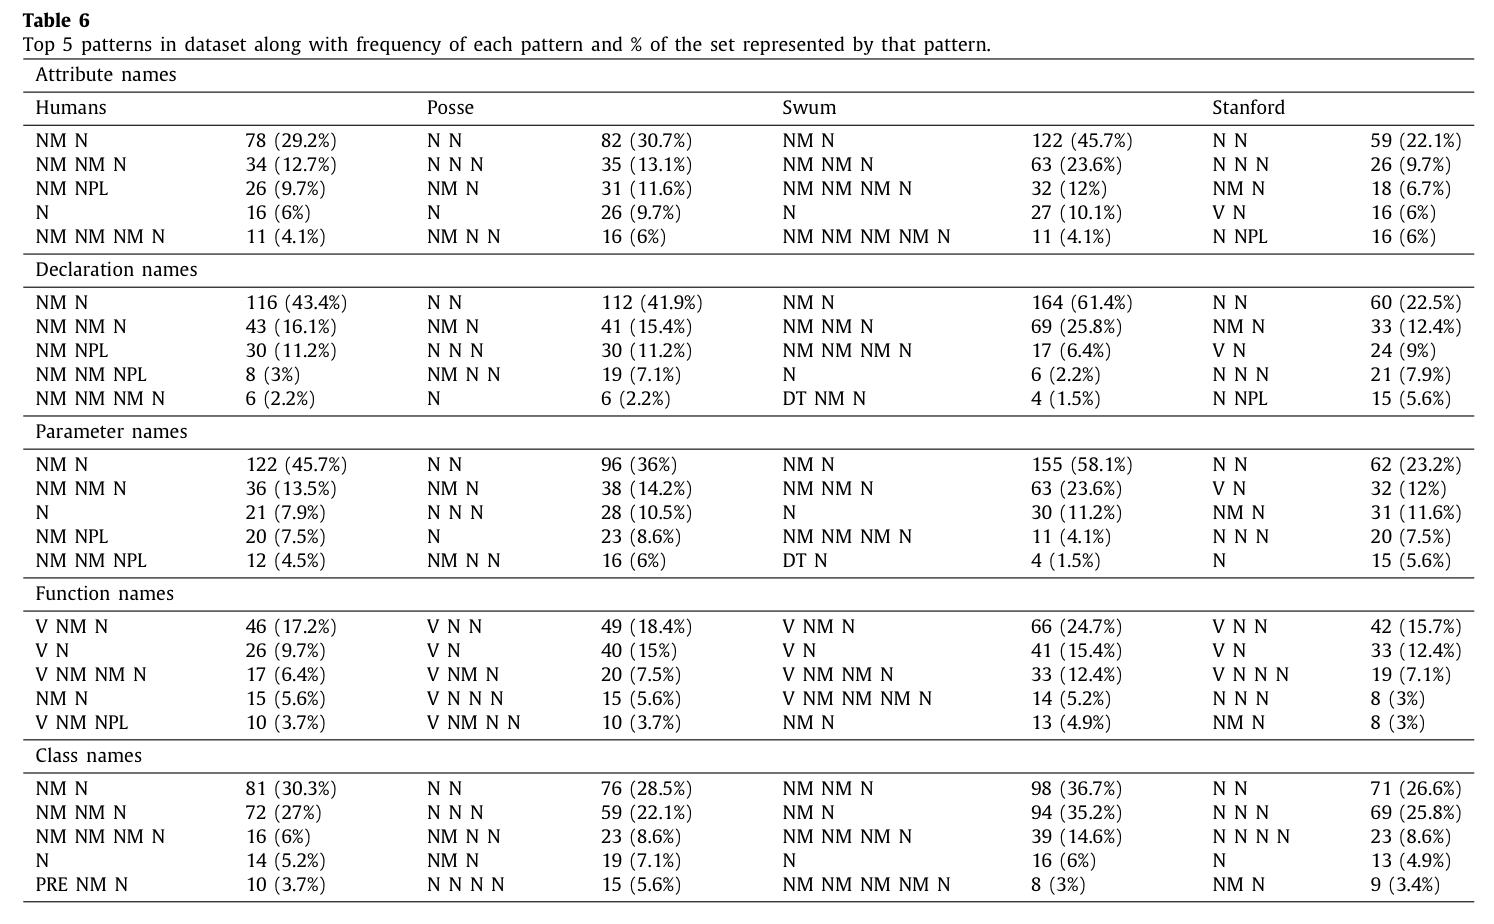 Table 6
Top 5 patterns in dataset along with frequency of each pattern and % of the set represented by that pattern.
Attribute names
Humans Posse Swum Stanford
NM N 78 (29.2%) N N 82 (30.7%) NM N 122 (45.7%) N N 59 (22.1%)
NM NM N 34 (12.7%) N N N 35 (13.1%) NM NM N 63 (23.6%) N N N 26 (9.7%)
NM NPL 26 (9.7%) NM N 31 (11.6%) NM NM NM N 32 (12%) NM N 18 (6.7%)
N 16 (6%) N 26 (9.7%) N 27 (10.1%) V N 16 (6%)
NM NM NM N 11 (4.1%) NM N N 16 (6%) NM NM NM NM N 11 (4.1%) N NPL 16 (6%)
Declaration names
NM N 116 (43.4%) N N 112 (41.9%) NM N 164 (61.4%) N N 60 (22.5%)
NM NM N 43 (16.1%) NM N 41 (15.4%) NM NM N 69 (25.8%) NM N 33 (12.4%)
NM NPL 30 (11.2%) N N N 30 (11.2%) NM NM NM N 17 (6.4%) V N 24 (9%)
NM NM NPL 8 (3%) NM N N 19 (7.1%) N 6 (2.2%) N N N 21 (7.9%)
NM NM NM N 6 (2.2%) N 6 (2.2%) DT NM N 4 (1.5%) N NPL 15 (5.6%)
Parameter names
NM N 122 (45.7%) N N 96 (36%) NM N 155 (58.1%) N N 62 (23.2%)
NM NM N 36 (13.5%) NM N 38 (14.2%) NM NM N 63 (23.6%) V N 32 (12%)
N 21 (7.9%) N N N 28 (10.5%) N 30 (11.2%) NM N 31 (11.6%)
NM NPL 20 (7.5%) N 23 (8.6%) NM NM NM N 11 (4.1%) N N N 20 (7.5%)
NM NM NPL 12 (4.5%) NM N N 16 (6%) DT N 4 (1.5%) N 15 (5.6%)
Function names
V NM N 46 (17.2%) V N N 49 (18.4%) V NM N 66 (24.7%) V N N 42 (15.7%)
V N 26 (9.7%) V N 40 (15%) V N 41 (15.4%) V N 33 (12.4%)
V NM NM N 17 (6.4%) V NM N 20 (7.5%) V NM NM N 33 (12.4%) V N N N 19 (7.1%)
NM N 15 (5.6%) V N N N 15 (5.6%) V NM NM NM N 14 (5.2%) N N N 8 (3%)
V NM NPL 10 (3.7%) V NM N N 10 (3.7%) NM N 13 (4.9%) NM N 8 (3%)
Class names
NM N 81 (30.3%) N N 76 (28.5%) NM NM N 98 (36.7%) N N 71 (26.6%)
NM NM N 72 (27%) N N N 59 (22.1%) NM N 94 (35.2%) N N N 69 (25.8%)
NM NM NM N 16 (6%) NM N N 23 (8.6%) NM NM NM N 39 (14.6%) N N N N 23 (8.6%)
N 14 (5.2%) NM N 19 (7.1%) N 16 (6%) N 13 (4.9%)
PRE NM N 10 (3.7%) N N N N 15 (5.6%) NM NM NM NM N 8 (3%) NM N 9 (3.4%)